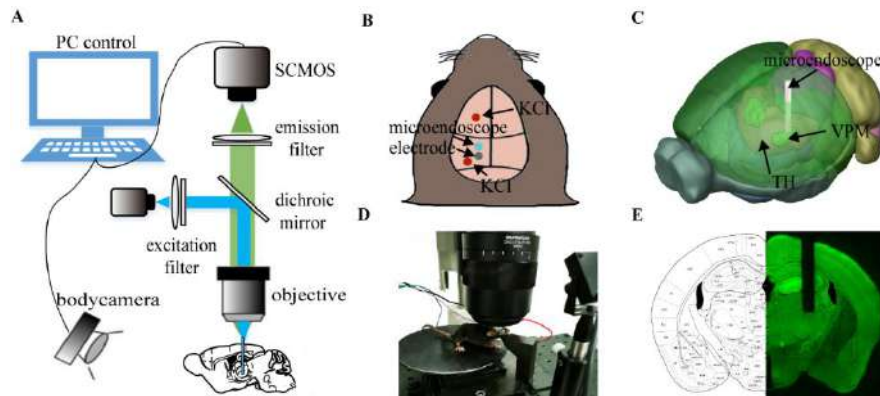 A
PC control
SCMOS
emission
filter
dichroic
mirror
excitation
filter
objective
bodycamera
B
KCl
microendoscope
electrode
KCl
C
microendoscope
VPM
TH
D
E